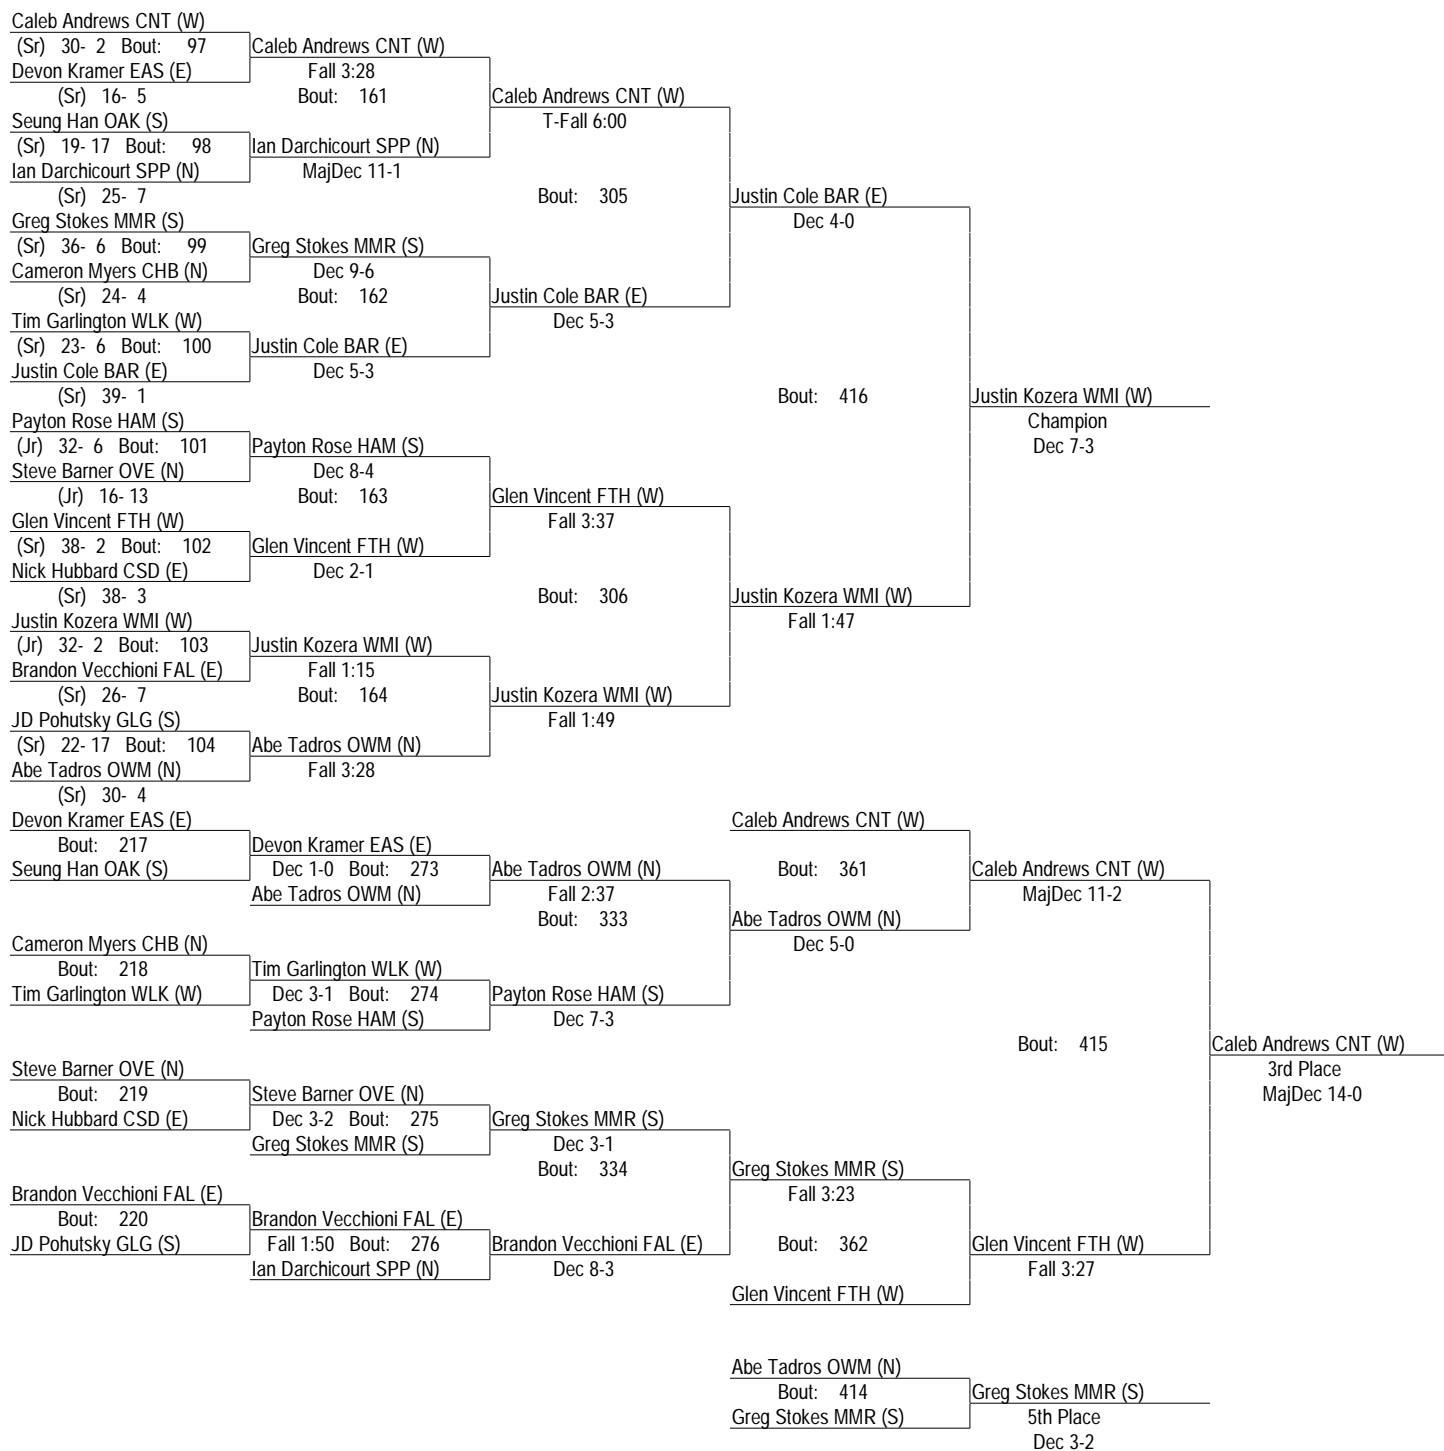 Caleb Andrews CNT (W)
(Sr) 30- 2 Bout: 97 Caleb Andrews CNT (W)
Devon Kramer EAS (E) Fall 3:28
(Sr) 16- 5 Bout: 161 Caleb Andrews CNT (W)
Seung Han OAK (S) T-Fall 6:00
(Sr) 19- 17 Bout: 98 Ian Darchicourt SPP (N)
Ian Darchicourt SPP (N) MajDec 11-1
(Sr) 25- 7 Bout: 305 Justin Cole BAR (E)
Greg Stokes MMR (S) Dec 4-0
(Sr) 36- 6 Bout: 99 Greg Stokes MMR (S)
Cameron Myers CHB (N) Dec 9-6
(Sr) 24- 4 Bout: 162 Justin Cole BAR (E)
Tim Garlington WLK (W) Dec 5-3
(Sr) 23- 6 Bout: 100 Justin Cole BAR (E)
Justin Cole BAR (E) Dec 5-3
(Sr) 39- 1 Bout: 416 Justin Kozera WMI (W)
Payton Rose HAM (S) Champion
(Jr) 32- 6 Bout: 101 Payton Rose HAM (S) Dec 7-3
Steve Barner OVE (N) Dec 8-4
(Jr) 16- 13 Bout: 163 Glen Vincent FTH (W)
Glen Vincent FTH (W) Fall 3:37
(Sr) 38- 2 Bout: 102 Glen Vincent FTH (W)
Nick Hubbard CSD (E) Dec 2-1
(Sr) 38- 3 Bout: 306 Justin Kozera WMI (W)
Justin Kozera WMI (W) Fall 1:47
(Jr) 32- 2 Bout: 103 Justin Kozera WMI (W)
Brandon Vecchioni FAL (E) Fall 1:15
(Sr) 26- 7 Bout: 164 Justin Kozera WMI (W)
JD Pohutsky GLG (S) Fall 1:49
(Sr) 22- 17 Bout: 104 Abe Tadros OWM (N)
Abe Tadros OWM (N) Fall 3:28
(Sr) 30- 4
Devon Kramer EAS (E) Caleb Andrews CNT (W)
Bout: 217 Devon Kramer EAS (E)
Seung Han OAK (S) Dec 1-0 Bout: 273 Abe Tadros OWM (N) Bout: 361 Caleb Andrews CNT (W)
Abe Tadros OWM (N) Fall 2:37 MajDec 11-2
Bout: 333 Abe Tadros OWM (N)
Cameron Myers CHB (N) Dec 5-0
Bout: 218 Tim Garlington WLK (W)
Tim Garlington WLK (W) Dec 3-1 Bout: 274 Payton Rose HAM (S)
Payton Rose HAM (S) Dec 7-3
Bout: 415 Caleb Andrews CNT (W)
Steve Barner OVE (N) 3rd Place
Bout: 219 Steve Barner OVE (N) MajDec 14-0
Nick Hubbard CSD (E) Dec 3-2 Bout: 275 Greg Stokes MMR (S)
Greg Stokes MMR (S) Dec 3-1
Bout: 334 Greg Stokes MMR (S)
Brandon Vecchioni FAL (E) Fall 3:23
Bout: 220 Brandon Vecchioni FAL (E)
JD Pohutsky GLG (S) Fall 1:50 Bout: 276 Brandon Vecchioni FAL (E) Bout: 362 Glen Vincent FTH (W)
Ian Darchicourt SPP (N) Dec 8-3 Fall 3:27
Glen Vincent FTH (W)
Abe Tadros OWM (N)
Bout: 414 Greg Stokes MMR (S)
Greg Stokes MMR (S) 5th Place
Dec 3-2